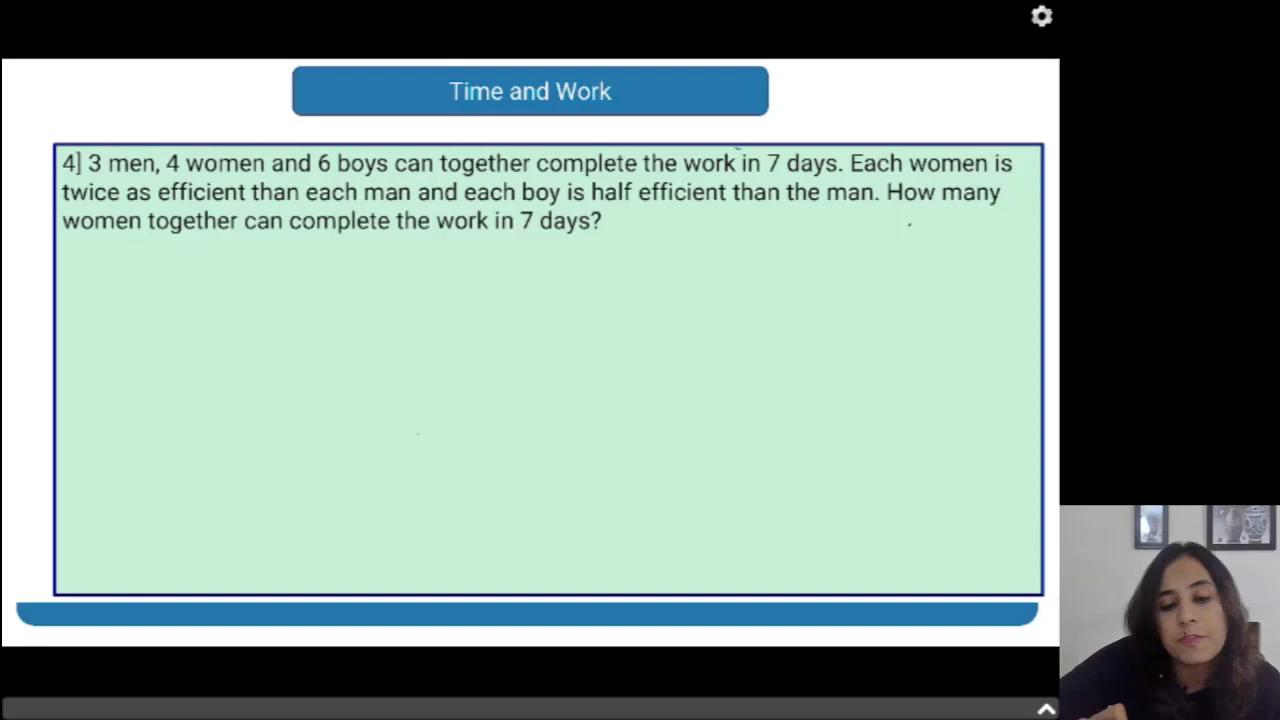 Time and Work
4] 3 men, 4 women and 6 boys can together complete the work in 7 days. Each women is
twice as efficient than each man and each boy is half efficient than the man. How many
women together can complete the work in 7 days?